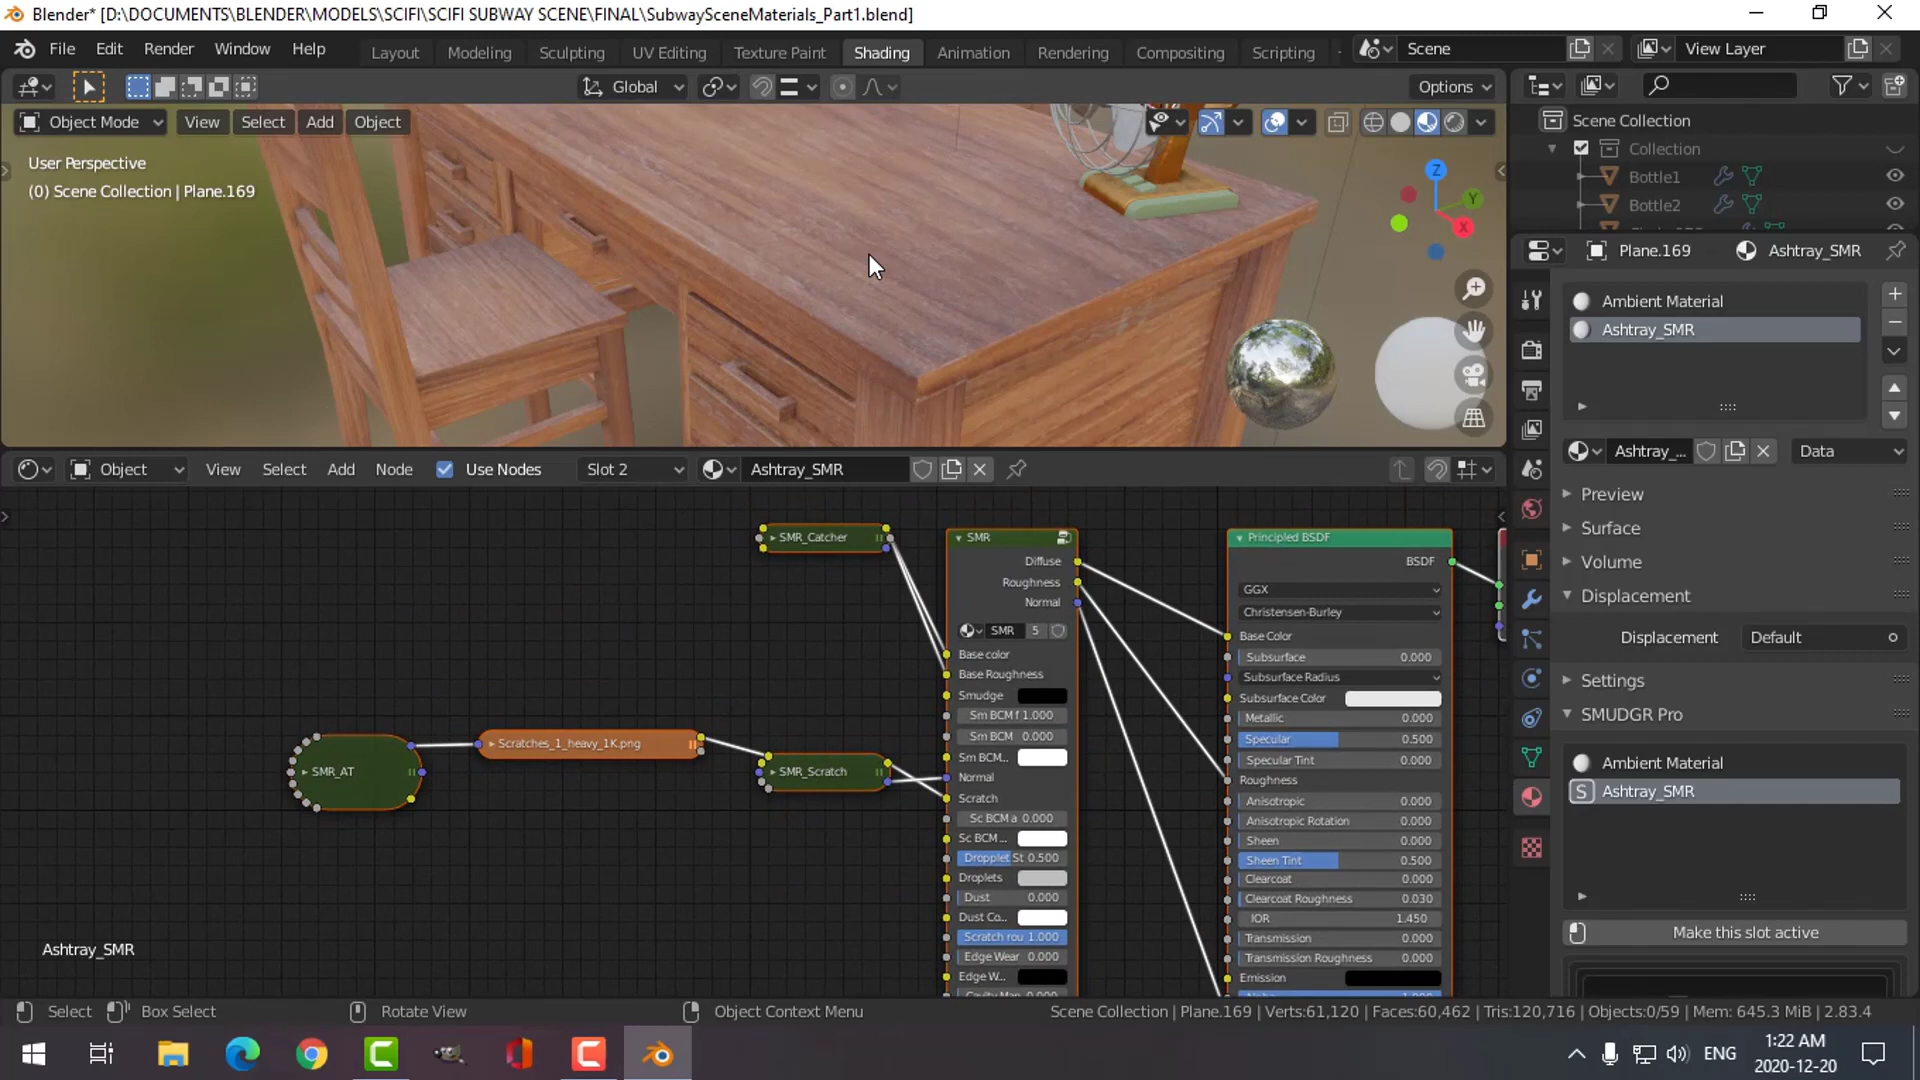 Blender* [D:\DOCUMENTS\BLENDER\MODELS\SCIFI\SCIFI SUBWAY SCENE\FINAL\SubwaySceneMaterials_Part1.blend]
File Edit Render Window Help
Layout Modeling Sculpting UV Editing Texture Paint Shading Animation Rendering Compositing Scripting
Scene
View Layer
Global
Options
Object Mode View Select Add Object
User Perspective
(0) Scene Collection | Plane.169
Z
Y
X
Scene Collection
Collection
Bottle1
Bottle2
Plane.169 Ashtray_SMR
Ambient Material
Ashtray_SMR
Ashtray_... Data
Preview
Surface
Volume
Displacement
Displacement Default
Settings
SMUDGR Pro
Ambient Material
S Ashtray_SMR
Make this slot active
Object View Select Add Node Use Nodes Slot 2 Ashtray_SMR
SMR_Catcher
SMR_AT
Scratches_1_heavy_1K.png
SMR_Scratch
SMR
Diffuse
Roughness
Normal
SMR 5
Base color
Base Roughness
Smudge
Sm BCM f 1.000
Sm BCM 0.000
Sm BCM...
Normal
Scratch
Sc BCM a 0.000
Sc BCM ...
Dropplet St 0.500
Droplets
Dust 0.000
Dust Co...
Scratch rou 1.000
Edge Wear 0.000
Edge W...
Principled BSDF
BSDF
GGX
Christensen-Burley
Base Color
Subsurface 0.000
Subsurface Radius
Subsurface Color
Metallic 0.000
Specular 0.500
Specular Tint 0.000
Roughness
Anisotropic 0.000
Anisotropic Rotation 0.000
Sheen 0.000
Sheen Tint 0.500
Clearcoat 0.000
Clearcoat Roughness 0.030
IOR 1.450
Transmission 0.000
Transmission Roughness 0.000
Emission
Ashtray_SMR
Select Box Select Rotate View Object Context Menu
Scene Collection | Plane.169 | Verts:61,120 | Faces:60,462 | Tris:120,716 | Objects:0/59 | Mem: 645.3 MiB | 2.83.4
ENG
1:22 AM
2020-12-20